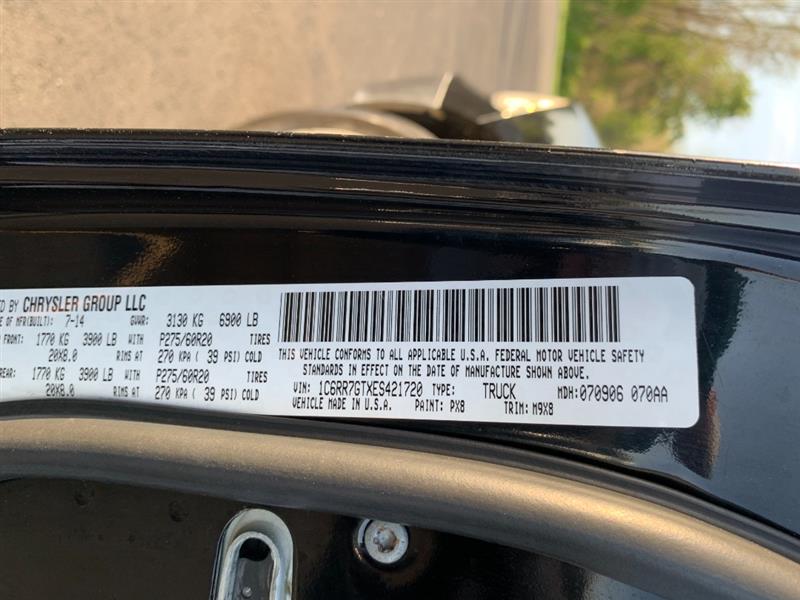 ED BY CHRYSLER GROUP LLC
E OF MFR(BUILT): 7-14 GVWR: 3130 KG 6900 LB
FRONT: 1770 KG 3900 LB WITH P275/60R20 TIRES
20X8.0 RIMS AT 270 KPA ( 39 PSI) COLD
REAR: 1770 KG 3900 LB WITH P275/60R20 TIRES
20X8.0 RIMS AT 270 KPA ( 39 PSI) COLD
THIS VEHICLE CONFORMS TO ALL APPLICABLE U.S.A. FEDERAL MOTOR VEHICLE SAFETY
STANDARDS IN EFFECT ON THE DATE OF MANUFACTURE SHOWN ABOVE.
VIN: 1C6RR7GTXES421720 TYPE: TRUCK MDH:070906 070AA
VEHICLE MADE IN U.S.A. PAINT: PX8 TRIM: M9X8